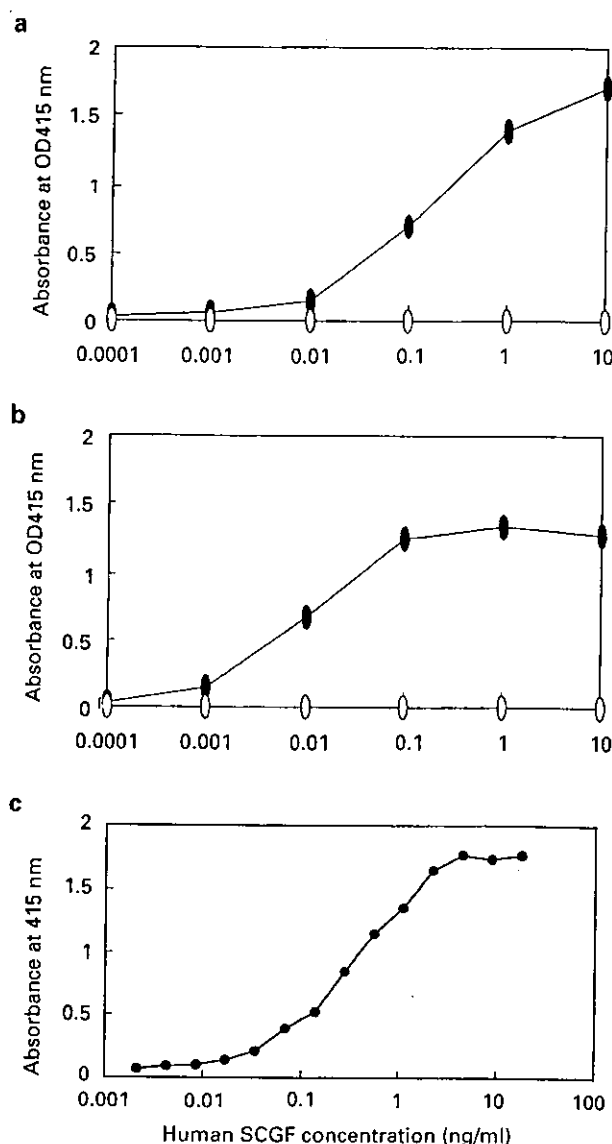 a
Absorbance at OD415 nm
2
1.5
1
0.5
0
0.0001 0.001 0.01 0.1 1 10
b
Absorbance at OD415 nm
2
1.5
1
0.5
0
0.0001 0.001 0.01 0.1 1 10
c
Absorbance at 415 nm
2
1.5
1
0.5
0
0.001 0.01 0.1 1 10 100
Human SCGF concentration (ng/ml)